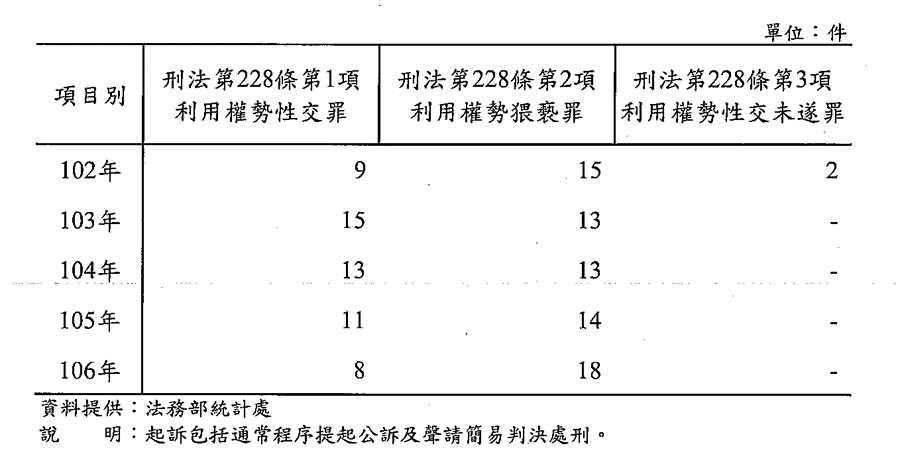 單位：件
項目別 刑法第228條第1項 利用權勢性交罪 刑法第228條第2項 利用權勢猥褻罪 刑法第228條第3項 利用權勢性交未遂罪
102年 9 15 2
103年 15 13 -
104年 13 13 -
105年 11 14 -
106年 8 18 -
資料提供：法務部統計處
說　　明：起訴包括通常程序提起公訴及聲請簡易判決處刑。